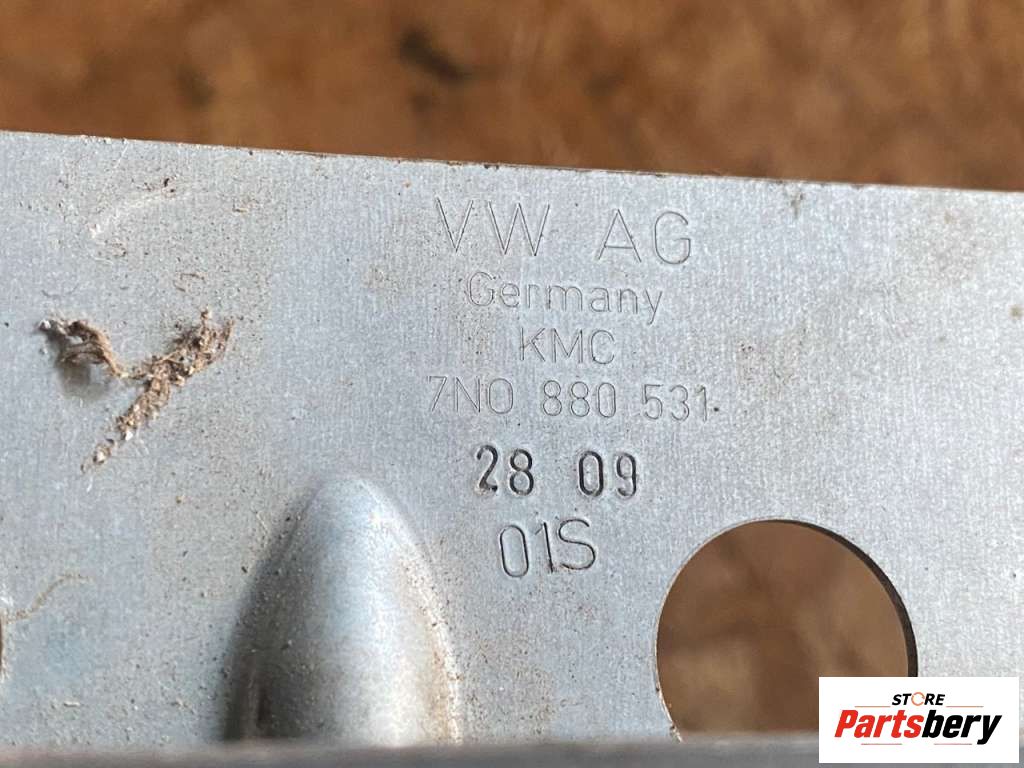 VW AG
Germany
KMC
7N0 880 531
28 09
01S
STORE
Partsbery